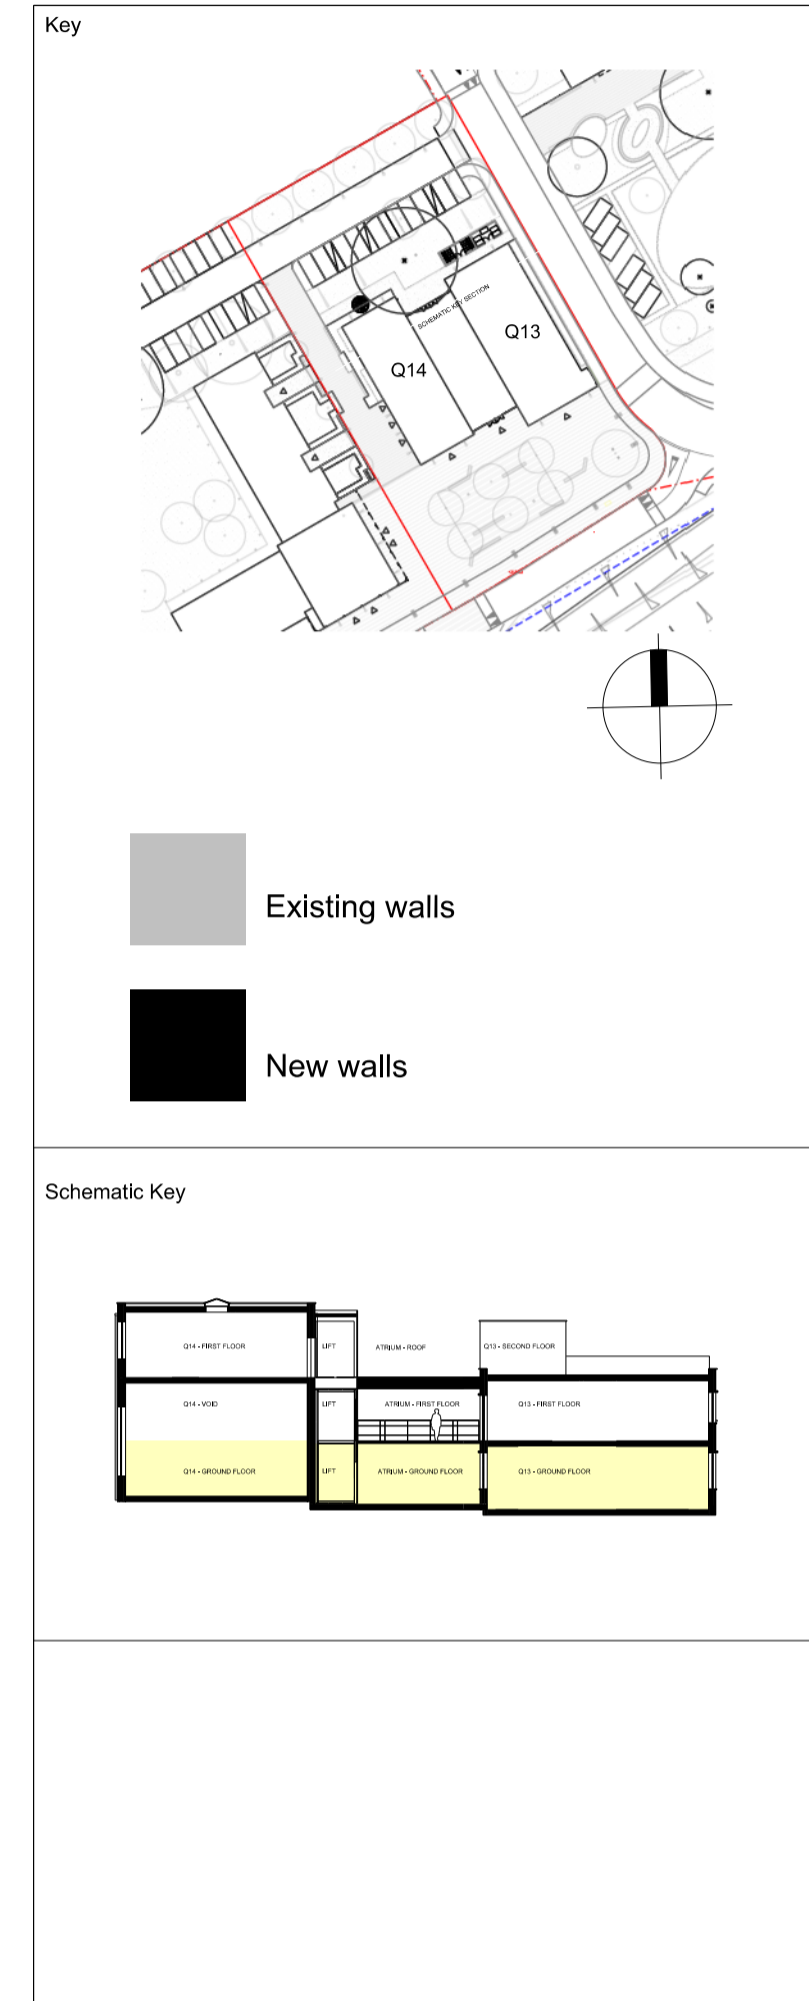 Key
SCHEMATIC KEY SECTION
Q13
Q14
Existing walls
New walls
Schematic Key
Q14 - FIRST FLOOR
LIFT
ATRIUM - ROOF
Q13 - SECOND FLOOR
Q14 - VOID
LIFT
ATRIUM - FIRST FLOOR
Q13 - FIRST FLOOR
Q14 - GROUND FLOOR
LIFT
ATRIUM - GROUND FLOOR
Q13 - GROUND FLOOR